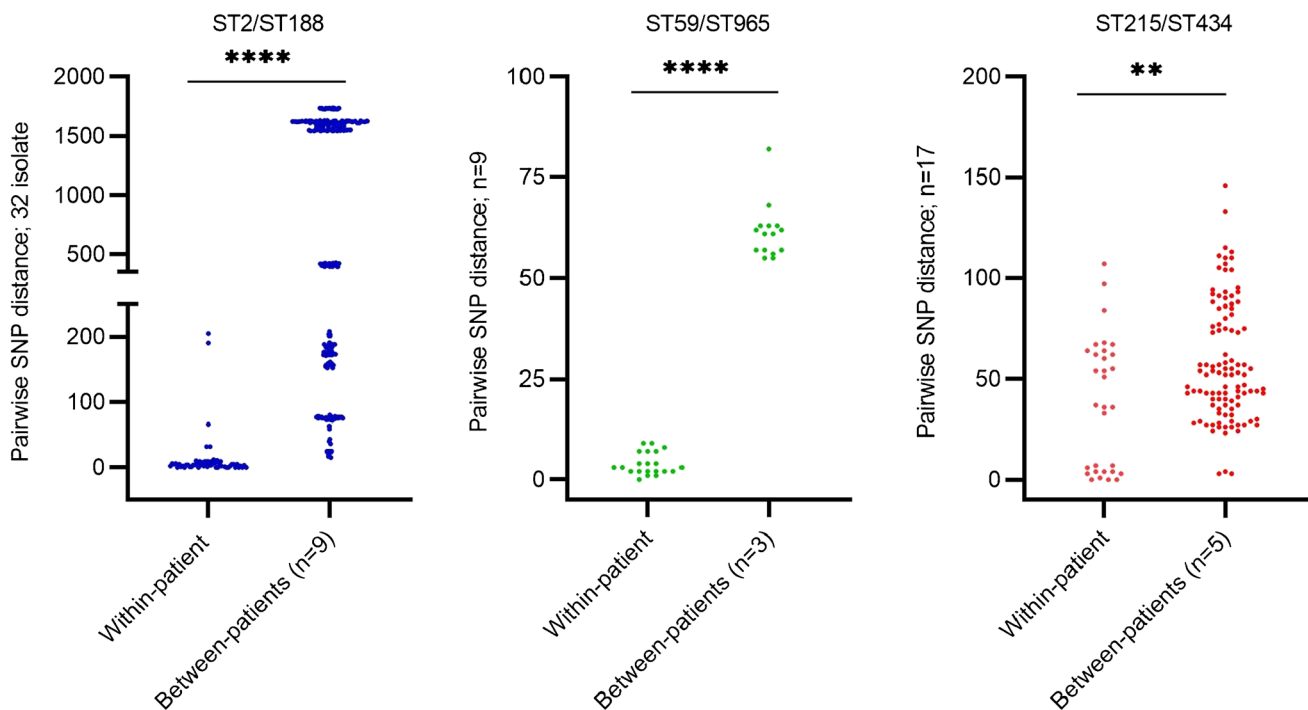 ST2/ST188
****
Pairwise SNP distance; 32 isolate
2000
1500
1000
500
200
100
0
Within-patient
Between-patients (n=9)
ST59/ST965
****
Pairwise SNP distance; n=9
100
75
50
25
0
Within-patient
Between-patients (n=3)
ST215/ST434
**
Pairwise SNP distance, n=17
200
150
100
50
0
Within-patient
Between-patients (n=5)